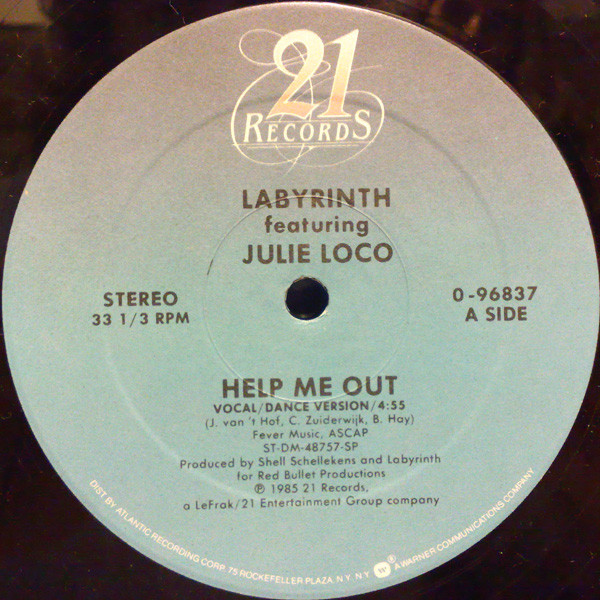 21
RECORDS
LABYRINTH
featuring
JULIE LOCO
STEREO
33 1/3 RPM
0-96837
A SIDE
HELP ME OUT
VOCAL/DANCE VERSION/4:55
(J. van 't Hof, C. Zuiderwijk, B. Hay)
Fever Music, ASCAP
ST-DM-48757-SP
Produced by Shell Schellekens and Labyrinth
for Red Bullet Productions
℗ 1985 21 Records,
a LeFrak/21 Entertainment Group company
DIST. BY ATLANTIC RECORDING CORP. 75 ROCKEFELLER PLAZA, N.Y. N.Y. W ® A WARNER COMMUNICATIONS COMPANY